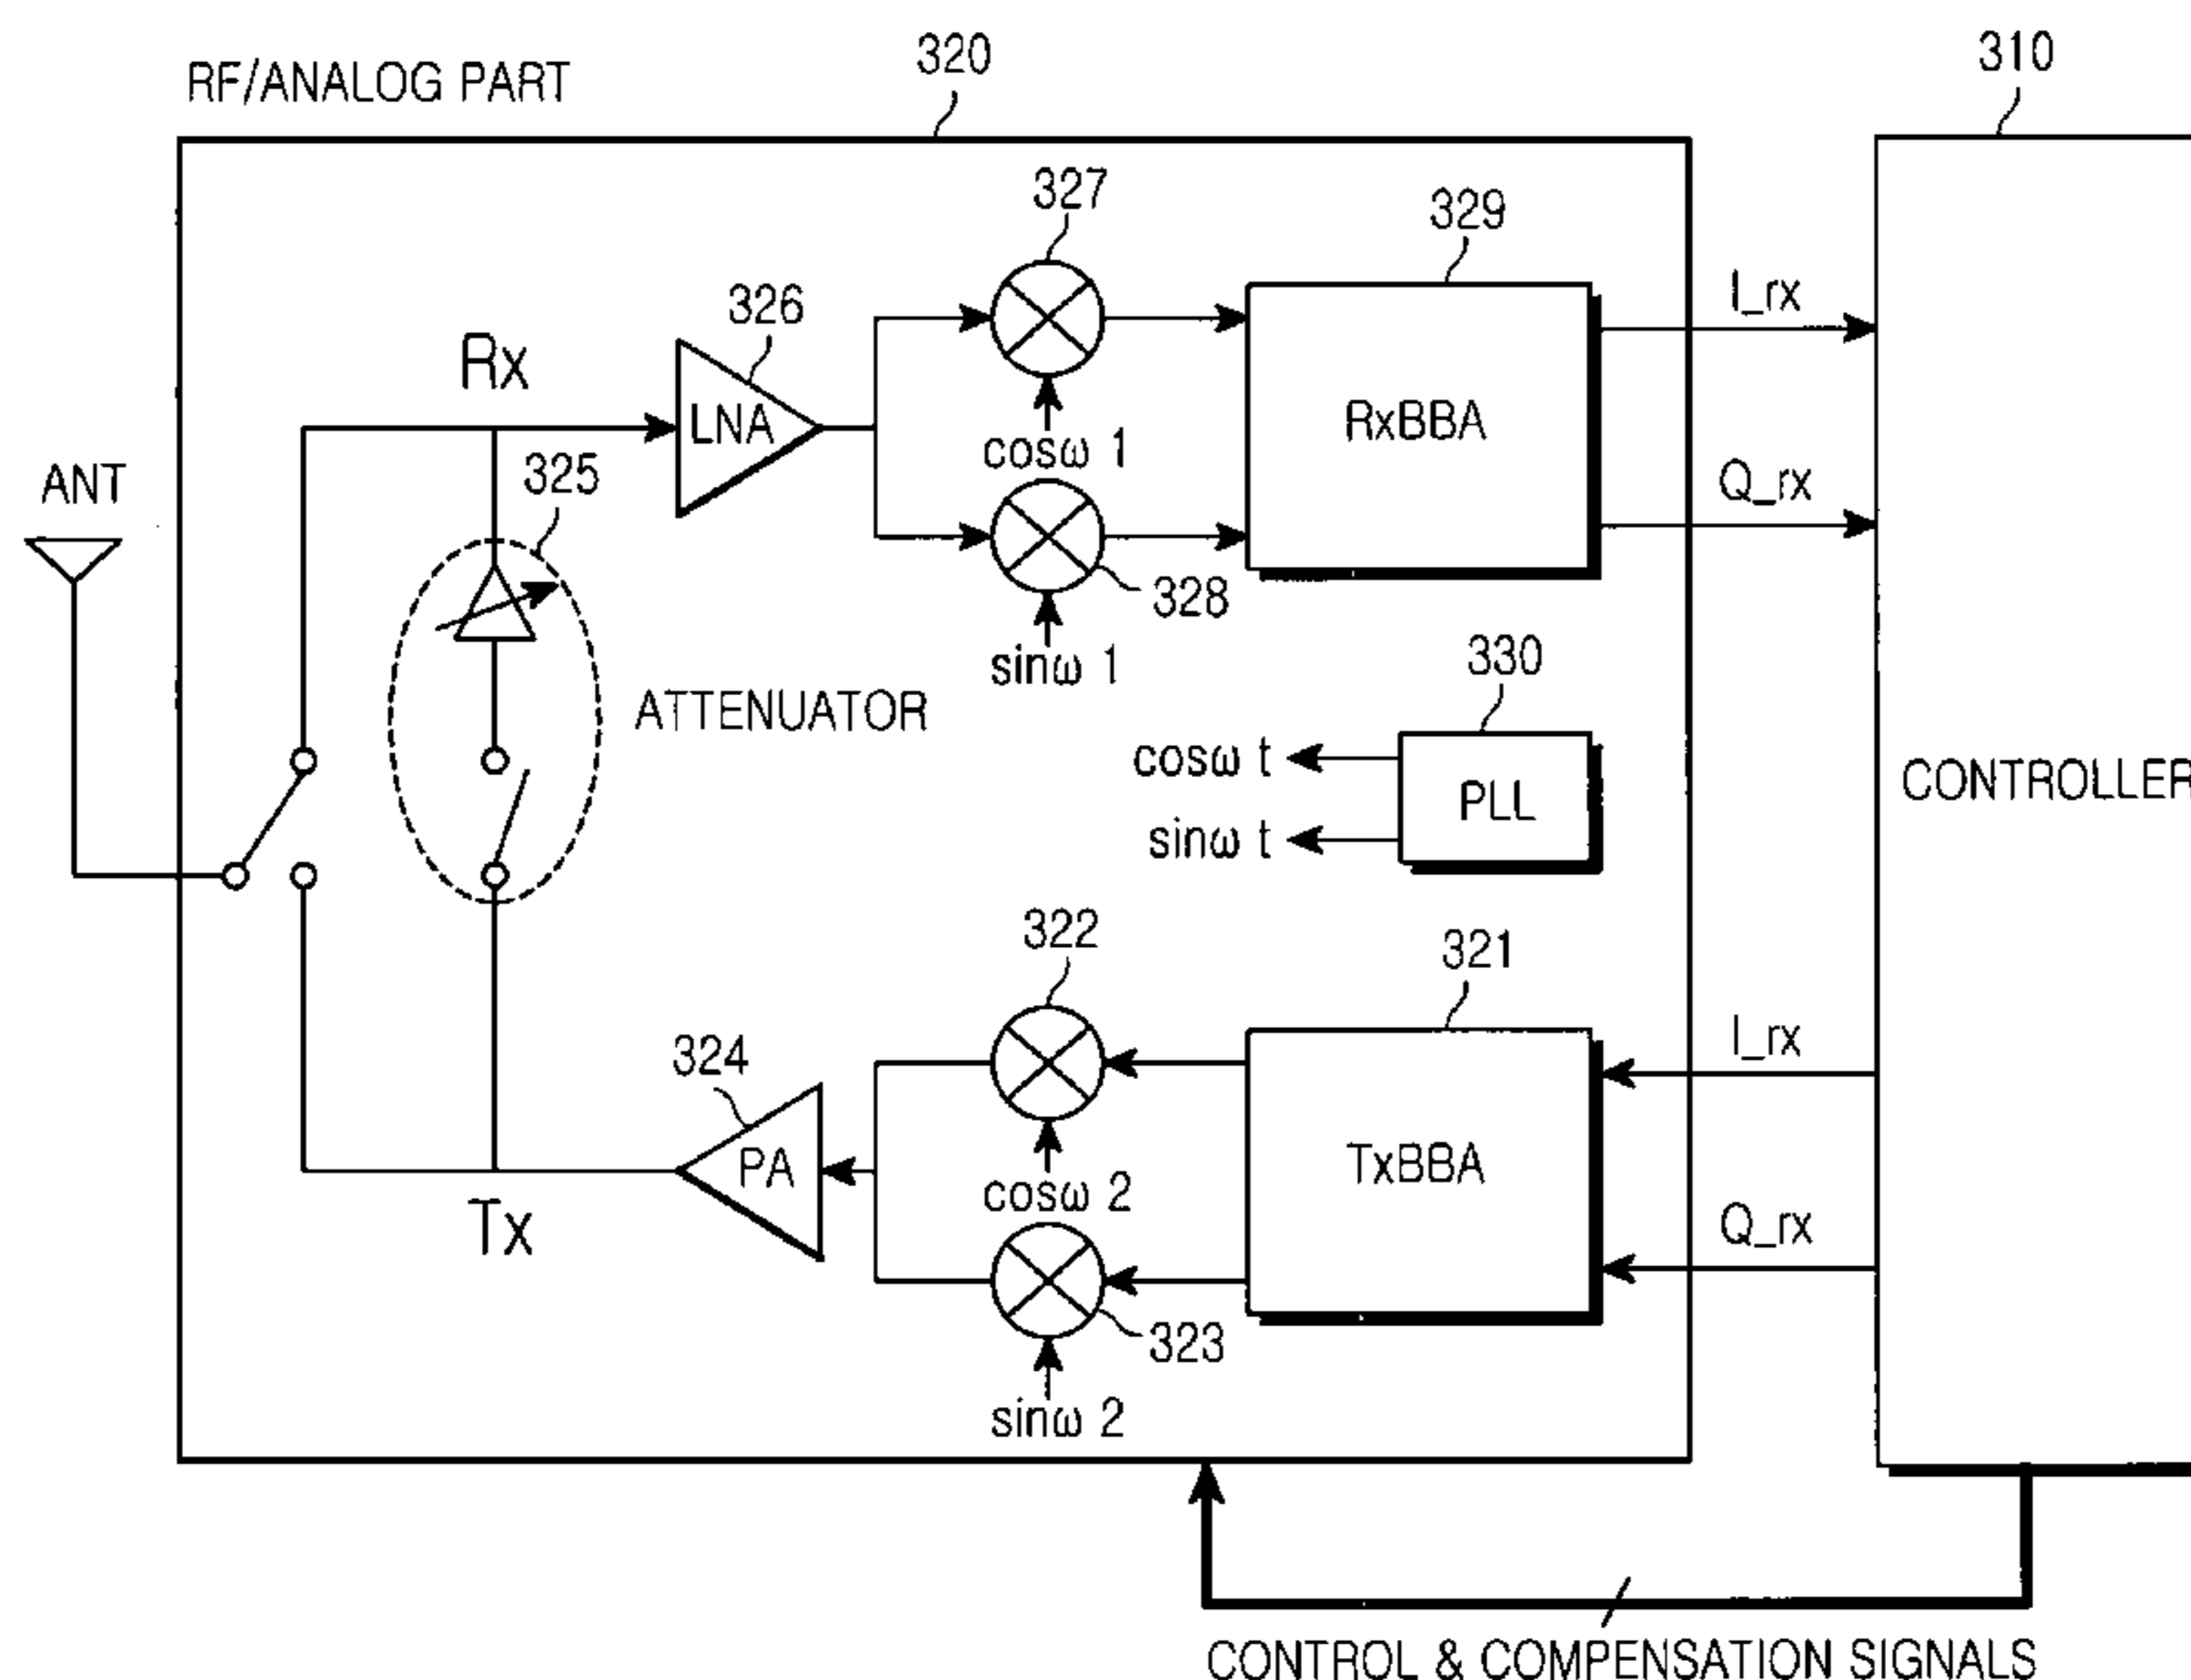 RF/ANALOG PART
320
310
327
329
326
I_rx
Rx
LNA
RxBBA
cosω 1
325
ANT
Q_rx
328
sinω 1
330
ATTENUATOR
cosω t
PLL
CONTROLLER
sinω t
322
321
324
I_rx
PA
TxBBA
cosω 2
Tx
Q_rx
323
sinω 2
CONTROL & COMPENSATION SIGNALS